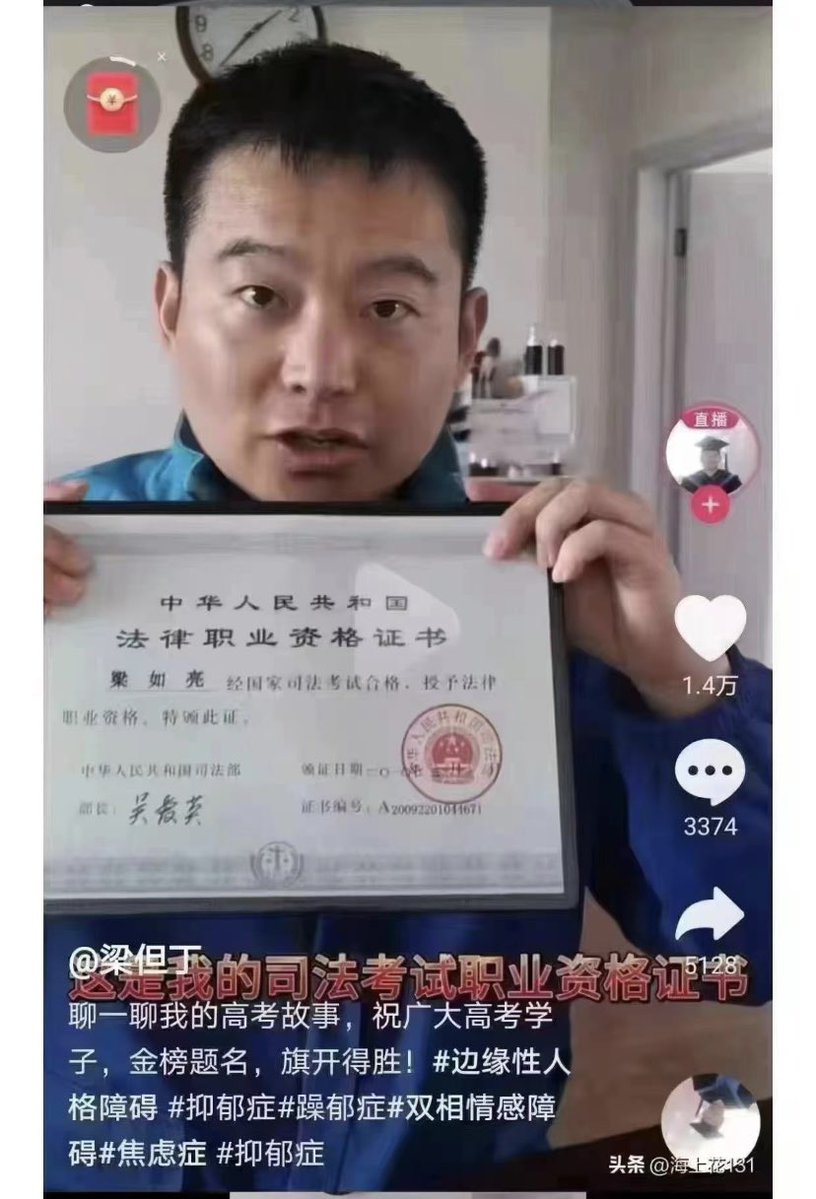 直播
中华人民共和国
法律职业资格证书
梁如亮 经国家司法考试合格，授予法律
职业资格。特颁此证。
中华人民共和国司法部
颁证日期
部长：吴爱英
证书编号：A20092201044671
1.4万
3374
5128
@梁但丁
这是我的司法考试职业资格证书
聊一聊我的高考故事，祝广大高考学
子，金榜题名，旗开得胜！#边缘性人
格障碍 #抑郁症#躁郁症#双相情感障
碍#焦虑症 #抑郁症
头条 @海上花131